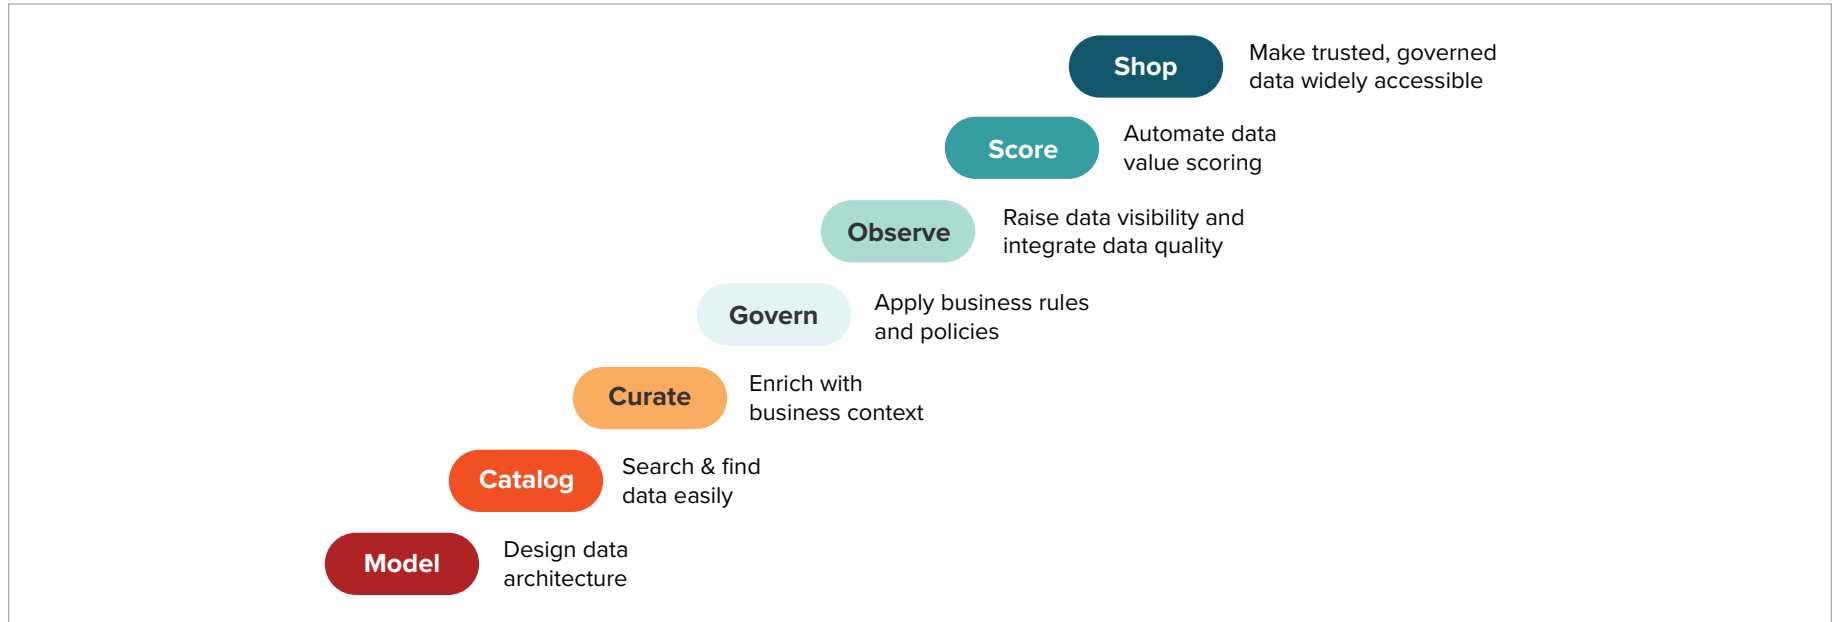 Shop
Make trusted, governed
data widely accessible
Score
Automate data
value scoring
Observe
Raise data visibility and
integrate data quality
Govern
Apply business rules
and policies
Curate
Enrich with
business context
Catalog
Search & find
data easily
Model
Design data
architecture